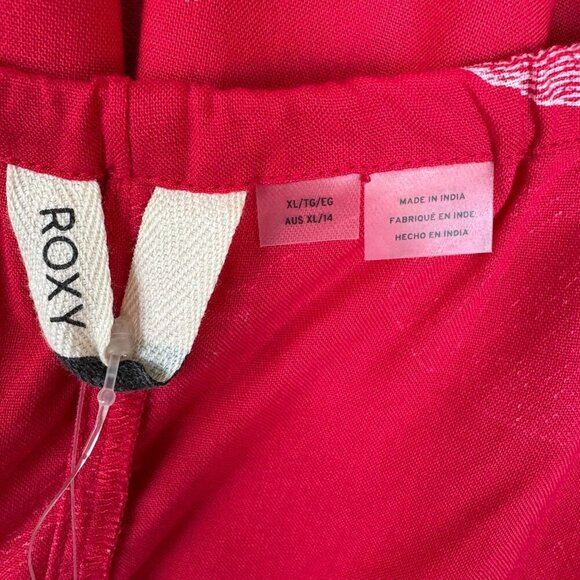 ROXY
XL/TG/EG
AUS XL/14
MADE IN INDIA
FABRIQUÉ EN INDE
HECHO EN INDIA